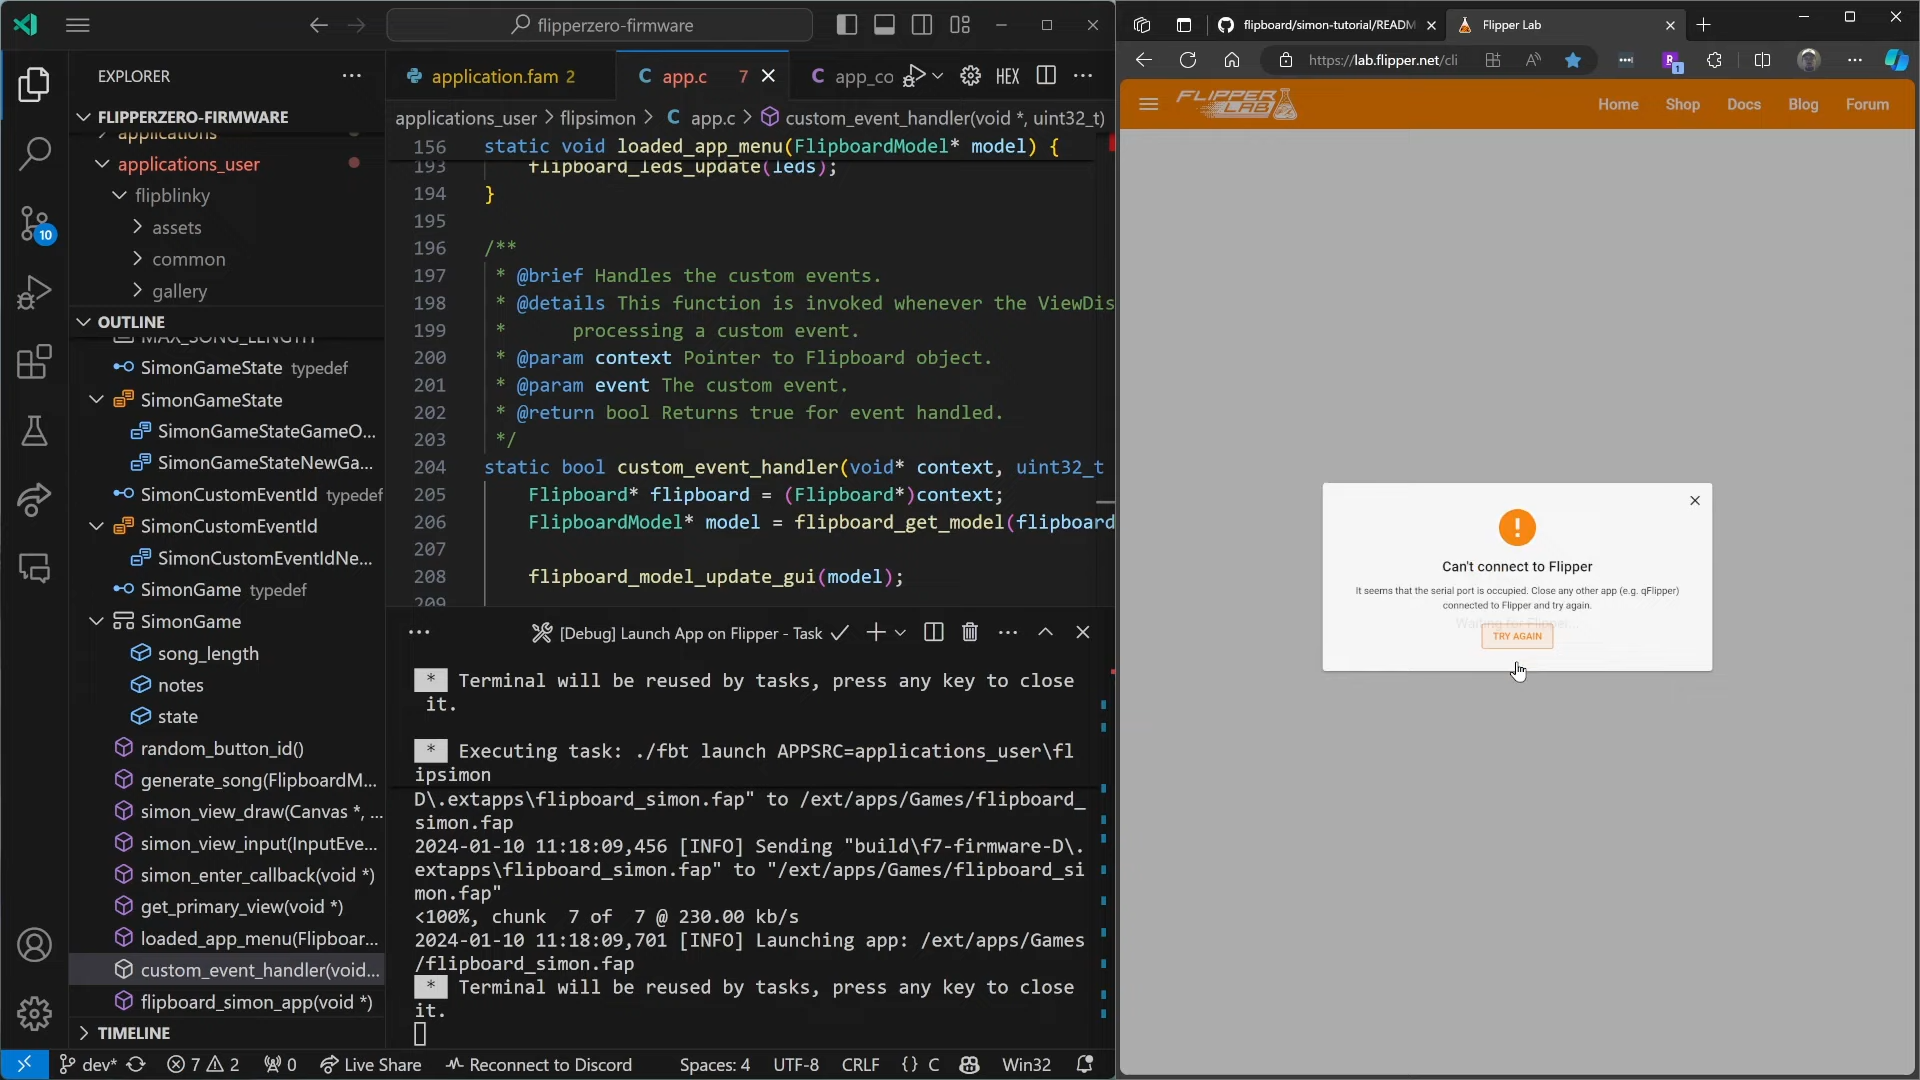 flipperzero-firmware
EXPLORER
FLIPPERZERO-FIRMWARE
applications
applications_user
flipblinky
assets
common
gallery
OUTLINE
MAX_SONG_LENGTH
SimonGameState typedef
SimonGameState
SimonGameStateGameO...
SimonGameStateNewGa...
SimonCustomEventId typedef
SimonCustomEventId
SimonCustomEventIdNe...
SimonGame typedef
SimonGame
song_length
notes
state
random_button_id()
generate_song(FlipboardM...
simon_view_draw(Canvas *, ...
simon_view_input(InputEve...
simon_enter_callback(void *)
get_primary_view(void *)
loaded_app_menu(Flipboar...
custom_event_handler(void...
flipboard_simon_app(void *)
TIMELINE
10
application.fam 2
C app.c 7
C app_co
HEX
applications_user > flipsimon > C app.c > custom_event_handler(void *, uint32_t)
156 static void loaded_app_menu(FlipboardModel* model) {
193 flipboard_leds_update(leds);
194 }
195
196 /**
197 * @brief Handles the custom events.
198 * @details This function is invoked whenever the ViewDis
199 * processing a custom event.
200 * @param context Pointer to Flipboard object.
201 * @param event The custom event.
202 * @return bool Returns true for event handled.
203 */
204 static bool custom_event_handler(void* context, uint32_t
205 Flipboard* flipboard = (Flipboard*)context;
206 FlipboardModel* model = flipboard_get_model(flipboard
207
208 flipboard_model_update_gui(model);
209
[Debug] Launch App on Flipper - Task
* Terminal will be reused by tasks, press any key to close
it.
* Executing task: ./fbt launch APPSRC=applications_user\fl
ipsimon
D\.extapps\flipboard_simon.fap" to /ext/apps/Games/flipboard_
simon.fap
2024-01-10 11:18:09,456 [INFO] Sending "build\f7-firmware-D\.
extapps\flipboard_simon.fap" to "/ext/apps/Games/flipboard_si
mon.fap"
<100%, chunk 7 of 7 @ 230.00 kb/s
2024-01-10 11:18:09,701 [INFO] Launching app: /ext/apps/Games
/flipboard_simon.fap
* Terminal will be reused by tasks, press any key to close
it.
dev* 7 2 0 Live Share Reconnect to Discord Spaces: 4 UTF-8 CRLF {} C Win32
flipboard/simon-tutorial/READM
Flipper Lab
https://lab.flipper.net/cli
1
FLIPPER
LAB
Home Shop Docs Blog Forum
Can't connect to Flipper
It seems that the serial port is occupied. Close any other app (e.g. qFlipper)
connected to Flipper and try again.
Waiting for Flipper...
TRY AGAIN